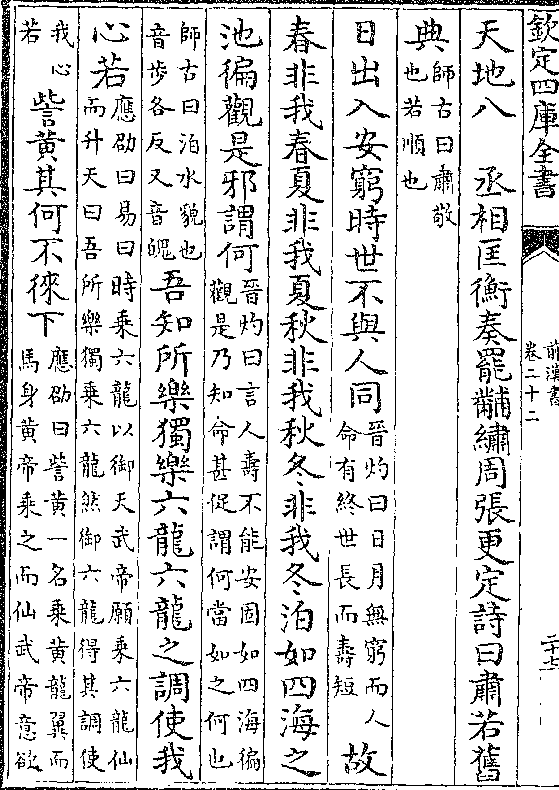 欽定四庫全書
前漢書
卷二十二
二十七
天地八　丞相匡衡奏罷黼繡周張更定詩曰肅若舊
典
師古曰肅敬
也若順也
日出入安窮時世不與人同
晉灼曰日月無窮而人
命有終世長而壽短
故
春非我春夏非我夏秋非我秋冬非我冬泊如四海之
池徧觀是邪謂何
晉灼曰言人壽不能安固如四海徧
觀是乃知命甚促謂何當如之何也
師古曰泊水貌也
音步各反又音魄
吾知所樂獨樂六龍六龍之調使我
心若
應劭曰易曰時乘六龍以御天武帝願乘六龍仙
而升天曰吾所樂獨乗六龍然御六龍得其調使
我心
若
訾黄其何不徠下
應劭曰訾黄一名乘黄龍翼而
馬身黄帝乘之而仙武帝意欲